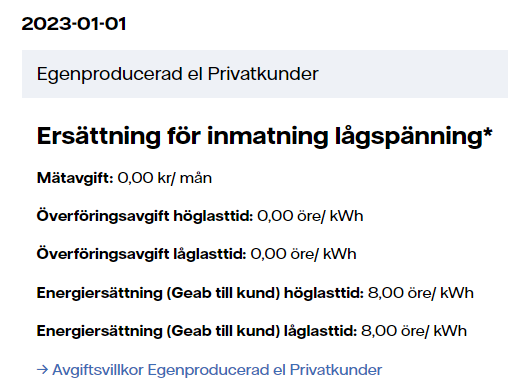 2023-01-01
Egenproducerad el Privatkunder
Ersättning för inmatning lågspänning*
Mätavgift: 0,00 kr/ mån
Överföringsavgift höglasttid: 0,00 öre/ kWh
Överföringsavgift låglasttid: 0,00 öre/ kWh
Energiersättning (Geab till kund) höglasttid: 8,00 öre/ kWh
Energiersättning (Geab till kund) låglasttid: 8,00 öre/ kWh
→ Avgiftsvillkor Egenproducerad el Privatkunder